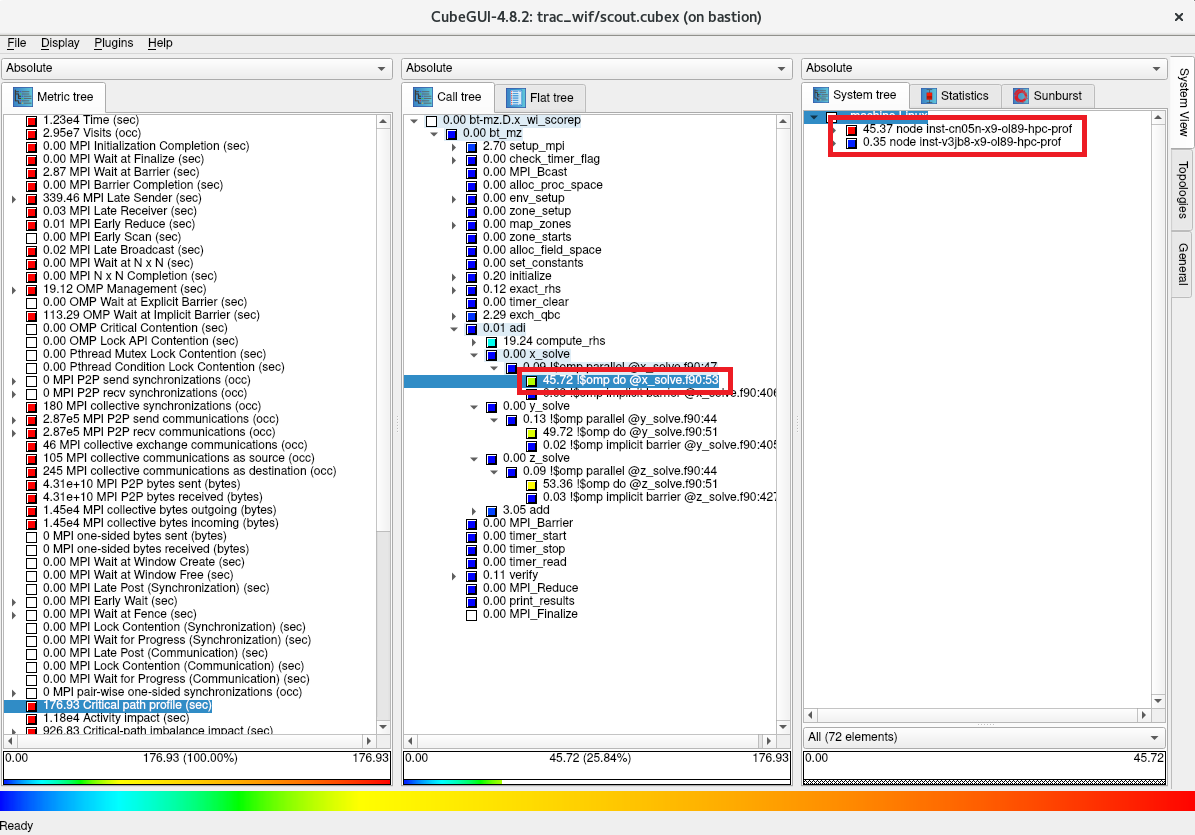 CubeGUI-4.8.2: trac_wif/scout.cubex (on bastion)
File Display Plugins Help
Absolute
Metric tree
1.23e4 Time (sec)
2.95e7 Visits (occ)
0.00 MPI Initialization Completion (sec)
0.00 MPI Wait at Finalize (sec)
2.87 MPI Wait at Barrier (sec)
0.00 MPI Barrier Completion (sec)
339.46 MPI Late Sender (sec)
0.03 MPI Late Receiver (sec)
0.01 MPI Early Reduce (sec)
0.00 MPI Early Scan (sec)
0.02 MPI Late Broadcast (sec)
0.00 MPI Wait at N x N (sec)
0.00 MPI N x N Completion (sec)
19.12 OMP Management (sec)
0.00 OMP Wait at Explicit Barrier (sec)
113.29 OMP Wait at Implicit Barrier (sec)
0.00 OMP Critical Contention (sec)
0.00 OMP Lock API Contention (sec)
0.00 Pthread Mutex Lock Contention (sec)
0.00 Pthread Condition Lock Contention (sec)
0 MPI P2P send synchronizations (occ)
0 MPI P2P recv synchronizations (occ)
180 MPI collective synchronizations (occ)
2.87e5 MPI P2P send communications (occ)
2.87e5 MPI P2P recv communications (occ)
46 MPI collective exchange communications (occ)
105 MPI collective communications as source (occ)
245 MPI collective communications as destination (occ)
4.31e+10 MPI P2P bytes sent (bytes)
4.31e+10 MPI P2P bytes received (bytes)
1.45e4 MPI collective bytes outgoing (bytes)
1.45e4 MPI collective bytes incoming (bytes)
0 MPI one-sided bytes sent (bytes)
0 MPI one-sided bytes received (bytes)
0.00 MPI Wait at Window Create (sec)
0.00 MPI Wait at Window Free (sec)
0.00 MPI Late Post (Synchronization) (sec)
0.00 MPI Early Wait (sec)
0.00 MPI Wait at Fence (sec)
0.00 MPI Lock Contention (Synchronization) (sec)
0.00 MPI Wait for Progress (Synchronization) (sec)
0.00 MPI Late Post (Communication) (sec)
0.00 MPI Lock Contention (Communication) (sec)
0.00 MPI Wait for Progress (Communication) (sec)
0 MPI pair-wise one-sided synchronizations (occ)
176.93 Critical path profile (sec)
1.18e4 Activity impact (sec)
926.83 Critical-path imbalance impact (sec)
0.00 176.93 (100.00%) 176.93
Absolute
Call tree Flat tree
0.00 bt-mz.D.x_wi_scorep
0.00 bt_mz
2.70 setup_mpi
0.00 check_timer_flag
0.00 MPI_Bcast
0.00 alloc_proc_space
0.00 env_setup
0.00 zone_setup
0.00 map_zones
0.00 zone_starts
0.00 alloc_field_space
0.00 set_constants
0.20 initialize
0.12 exact_rhs
0.00 timer_clear
2.29 exch_qbc
0.01 adi
19.24 compute_rhs
0.00 x_solve
0.09 !$omp parallel @x_solve.f90:47
45.72 !$omp do @x_solve.f90:53
!$omp implicit barrier @x_solve.f90:406
0.00 y_solve
0.13 !$omp parallel @y_solve.f90:44
49.72 !$omp do @y_solve.f90:51
0.02 !$omp implicit barrier @y_solve.f90:405
0.00 z_solve
0.09 !$omp parallel @z_solve.f90:44
53.36 !$omp do @z_solve.f90:51
0.03 !$omp implicit barrier @z_solve.f90:427
3.05 add
0.00 MPI_Barrier
0.00 timer_start
0.00 timer_stop
0.00 timer_read
0.11 verify
0.00 MPI_Reduce
0.00 print_results
0.00 MPI_Finalize
0.00 45.72 (25.84%) 176.93
Absolute
System tree Statistics Sunburst
machine Linux
45.37 node inst-cn05n-x9-ol89-hpc-prof
0.35 node inst-v3jb8-x9-ol89-hpc-prof
All (72 elements)
0.00 45.72
System View
Topologies
General
Ready